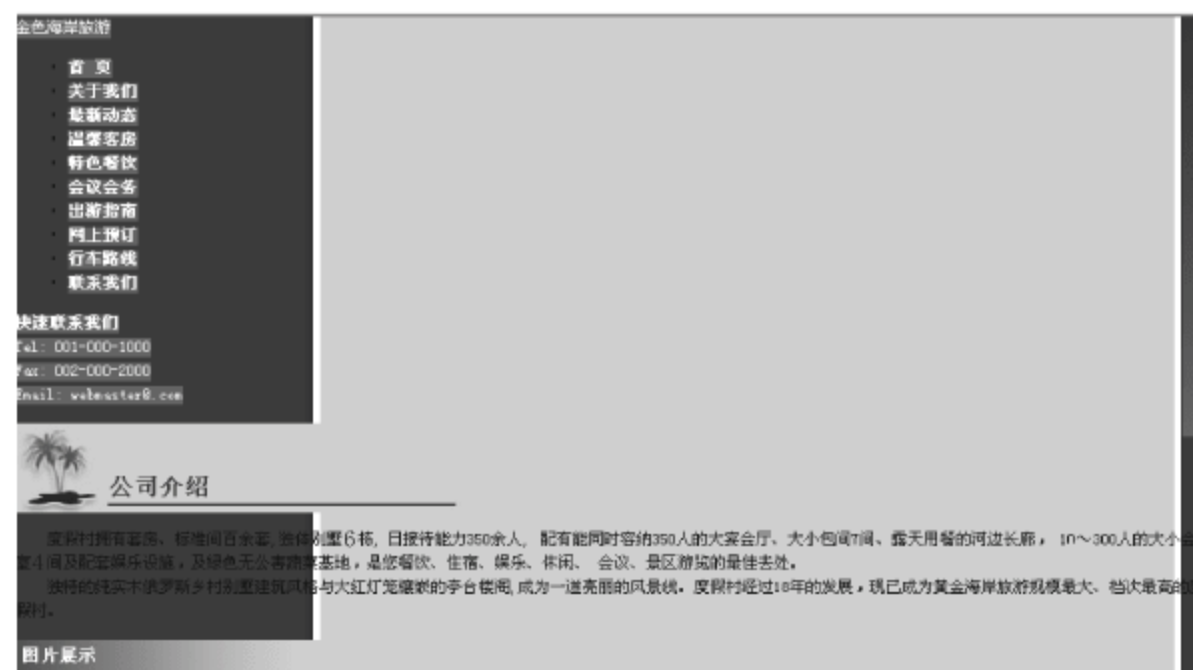 金色海岸旅游
首 页
关于我们
最新动态
温馨客房
特色餐饮
会议会务
出游指南
网上预订
行车路线
联系我们
快速联系我们
Tel: 001-000-1000
Fax: 002-000-2000
Email: webmaster@.com
公司介绍
度假村拥有套房、标准间百余套,独体别墅6栋, 日接待能力350余人, 配有能同时容纳350人的大宴会厅、大小包间7间、露天用餐的河边长廊， 10～300人的大小会
室4间及配套娱乐设施，及绿色无公害蔬菜基地，是您餐饮、住宿、娱乐、休闲、 会议、景区游览的最佳去处。
独特的纯实木俄罗斯乡村别墅建筑风格与大红灯笼镶嵌的亭台楼阁, 成为一道亮丽的风景线。度假村经过18年的发展，现已成为黄金海岸旅游规模最大、档次最高的
假村。
图片展示